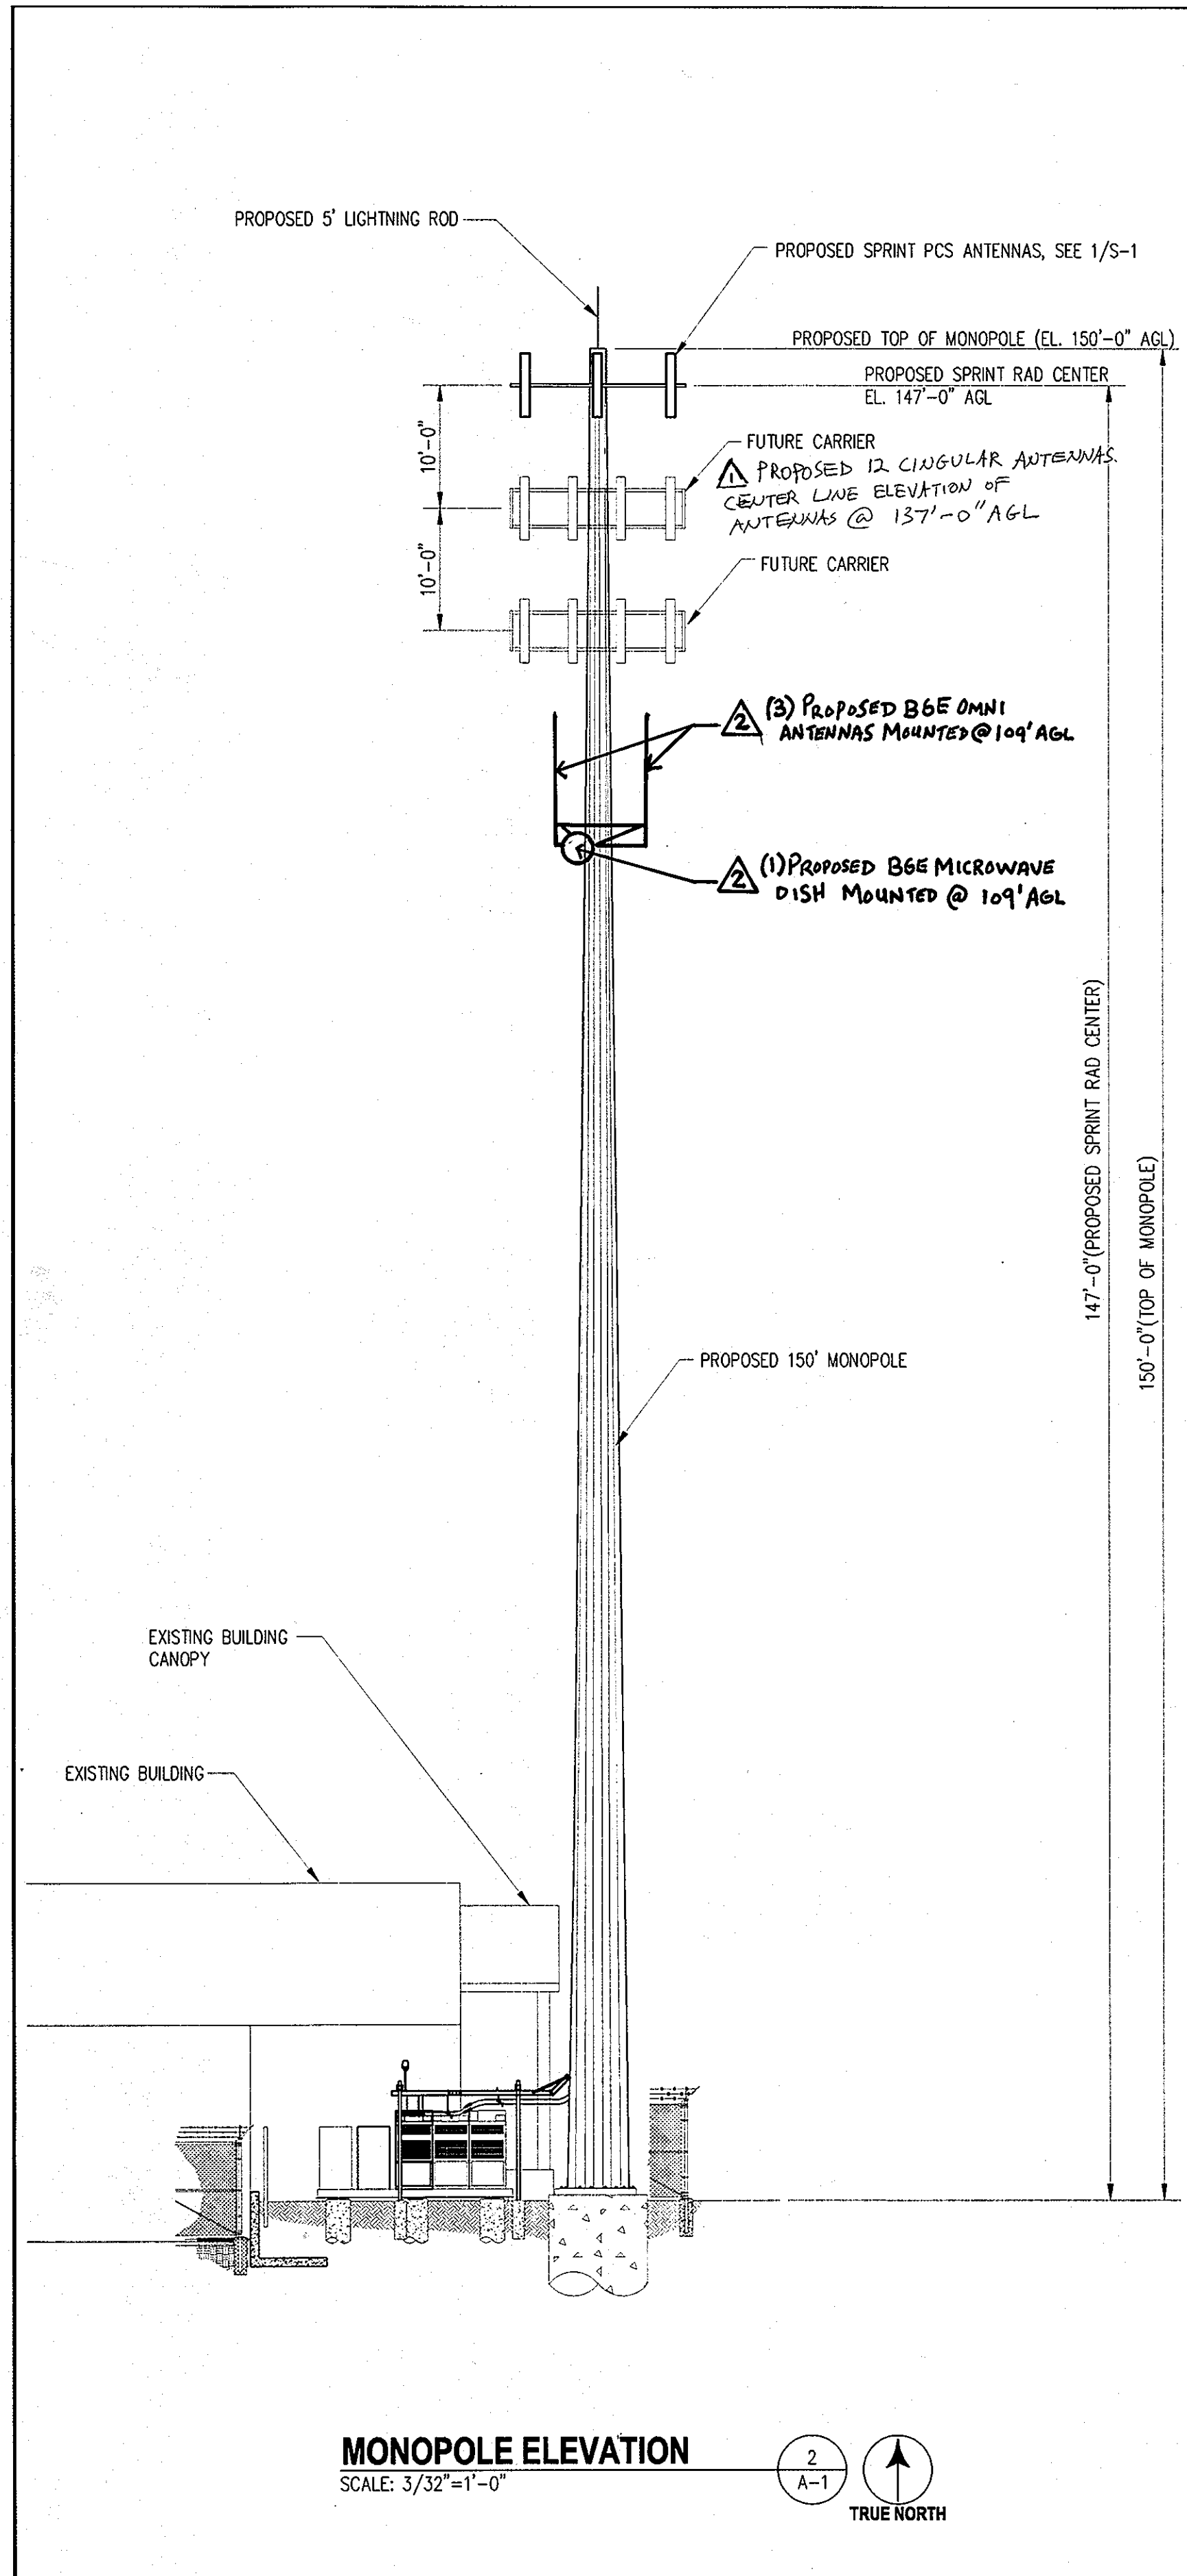 PROPOSED 5' LIGHTNING ROD
PROPOSED SPRINT PCS ANTENNAS, SEE 1/S-1
PROPOSED TOP OF MONOPOLE (EL. 150'-0" AGL)
PROPOSED SPRINT RAD CENTER
EL. 147'-0" AGL
10'-0"
10'-0"
FUTURE CARRIER
1 PROPOSED 12 CINGULAR ANTENNAS.
CENTER LINE ELEVATION OF
ANTENNAS @ 137'-0" AGL
FUTURE CARRIER
2 (3) PROPOSED BGE OMNI
ANTENNAS MOUNTED @ 109' AGL
2 (1) PROPOSED BGE MICROWAVE
DISH MOUNTED @ 109' AGL
147'-0"(PROPOSED SPRINT RAD CENTER)
150'-0"(TOP OF MONOPOLE)
PROPOSED 150' MONOPOLE
EXISTING BUILDING
CANOPY
EXISTING BUILDING
MONOPOLE ELEVATION
SCALE: 3/32"=1'-0"
2
A-1
TRUE NORTH